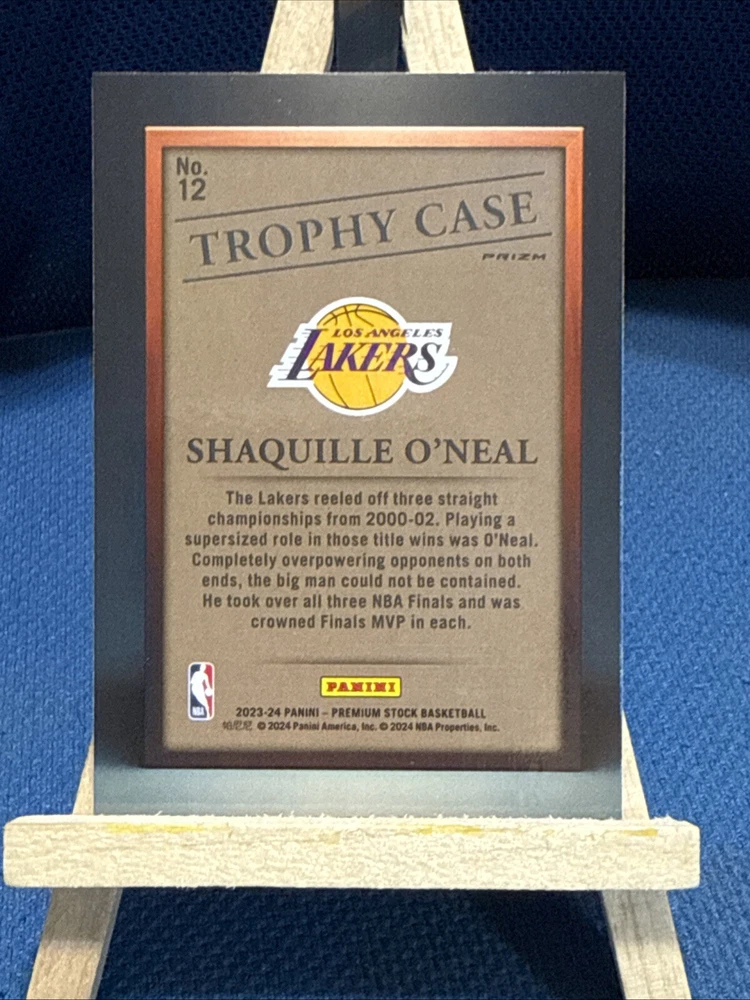 No.
12
TROPHY CASE
PRIZM
LOS ANGELES
LAKERS
SHAQUILLE O'NEAL
The Lakers reeled off three straight
championships from 2000-02. Playing a
supersized role in those title wins was O'Neal.
Completely overpowering opponents on both
ends, the big man could not be contained.
He took over all three NBA Finals and was
crowned Finals MVP in each.
NBA
PANINI
2023-24 PANINI – PREMIUM STOCK BASKETBALL
帕尼尼 © 2024 Panini America, Inc. © 2024 NBA Properties, Inc.